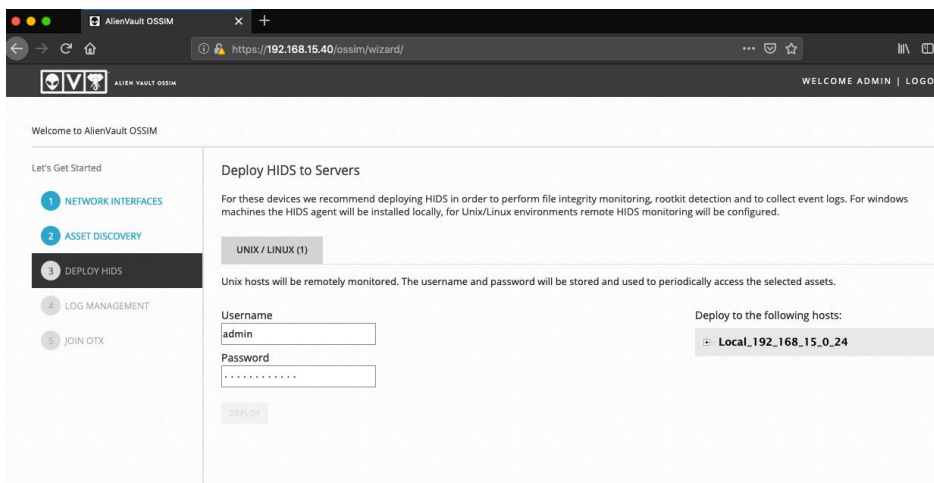 AlienVault OSSIM
https://192.168.15.40/ossim/wizard/
ALIEN VAULT OSSIM
WELCOME ADMIN | LOGO
Welcome to AlienVault OSSIM
Let's Get Started
1 NETWORK INTERFACES
2 ASSET DISCOVERY
3 DEPLOY HIDS
4 LOG MANAGEMENT
5 JOIN OTX
Deploy HIDS to Servers
For these devices we recommend deploying HIDS in order to perform file integrity monitoring, rootkit detection and to collect event logs. For windows
machines the HIDS agent will be installed locally, for Unix/Linux environments remote HIDS monitoring will be configured.
UNIX / LINUX (1)
Unix hosts will be remotely monitored. The username and password will be stored and used to periodically access the selected assets.
Username
admin
Password
············
DEPLOY
Deploy to the following hosts:
Local_192_168_15_0_24